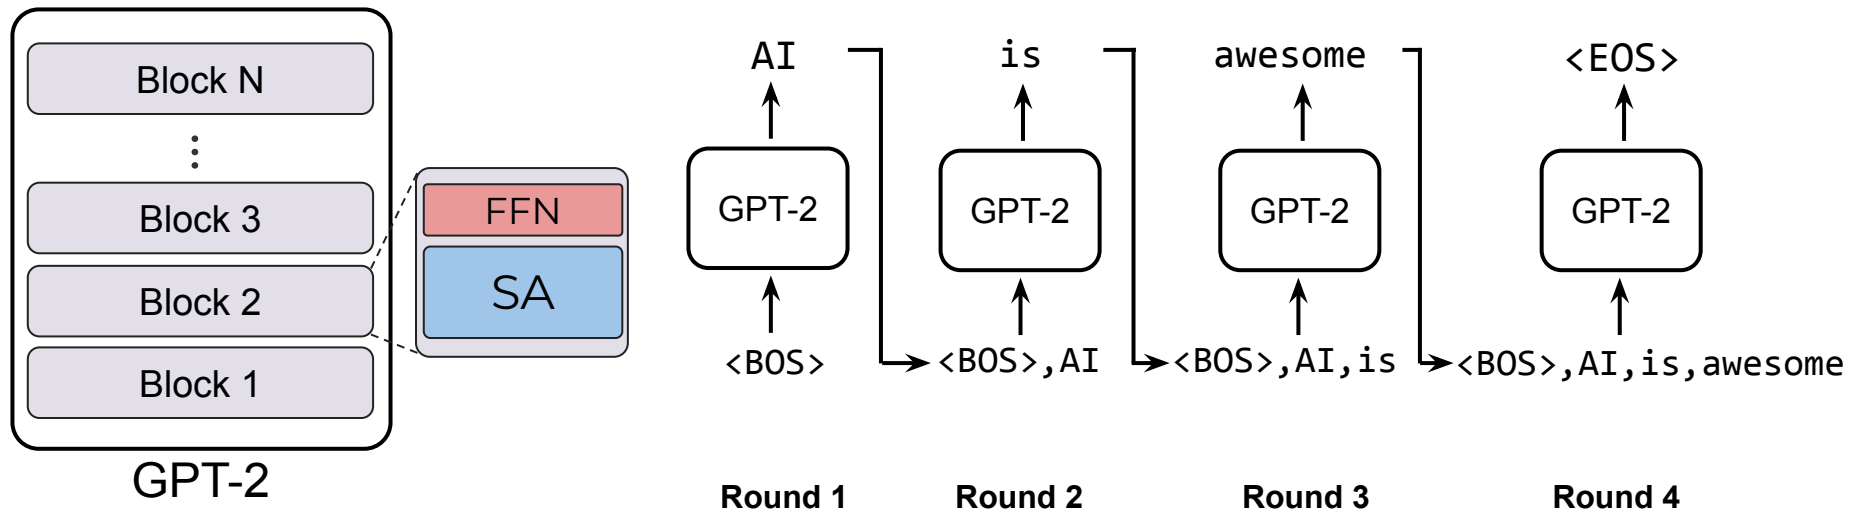 Block N
Block 3
Block 2
Block 1
GPT-2
FFN
SA
AI
is
awesome
<EOS>
GPT-2
GPT-2
GPT-2
GPT-2
<BOS>
<BOS>,AI
<BOS>,AI,is
<BOS>,AI,is,awesome
Round 1
Round 2
Round 3
Round 4